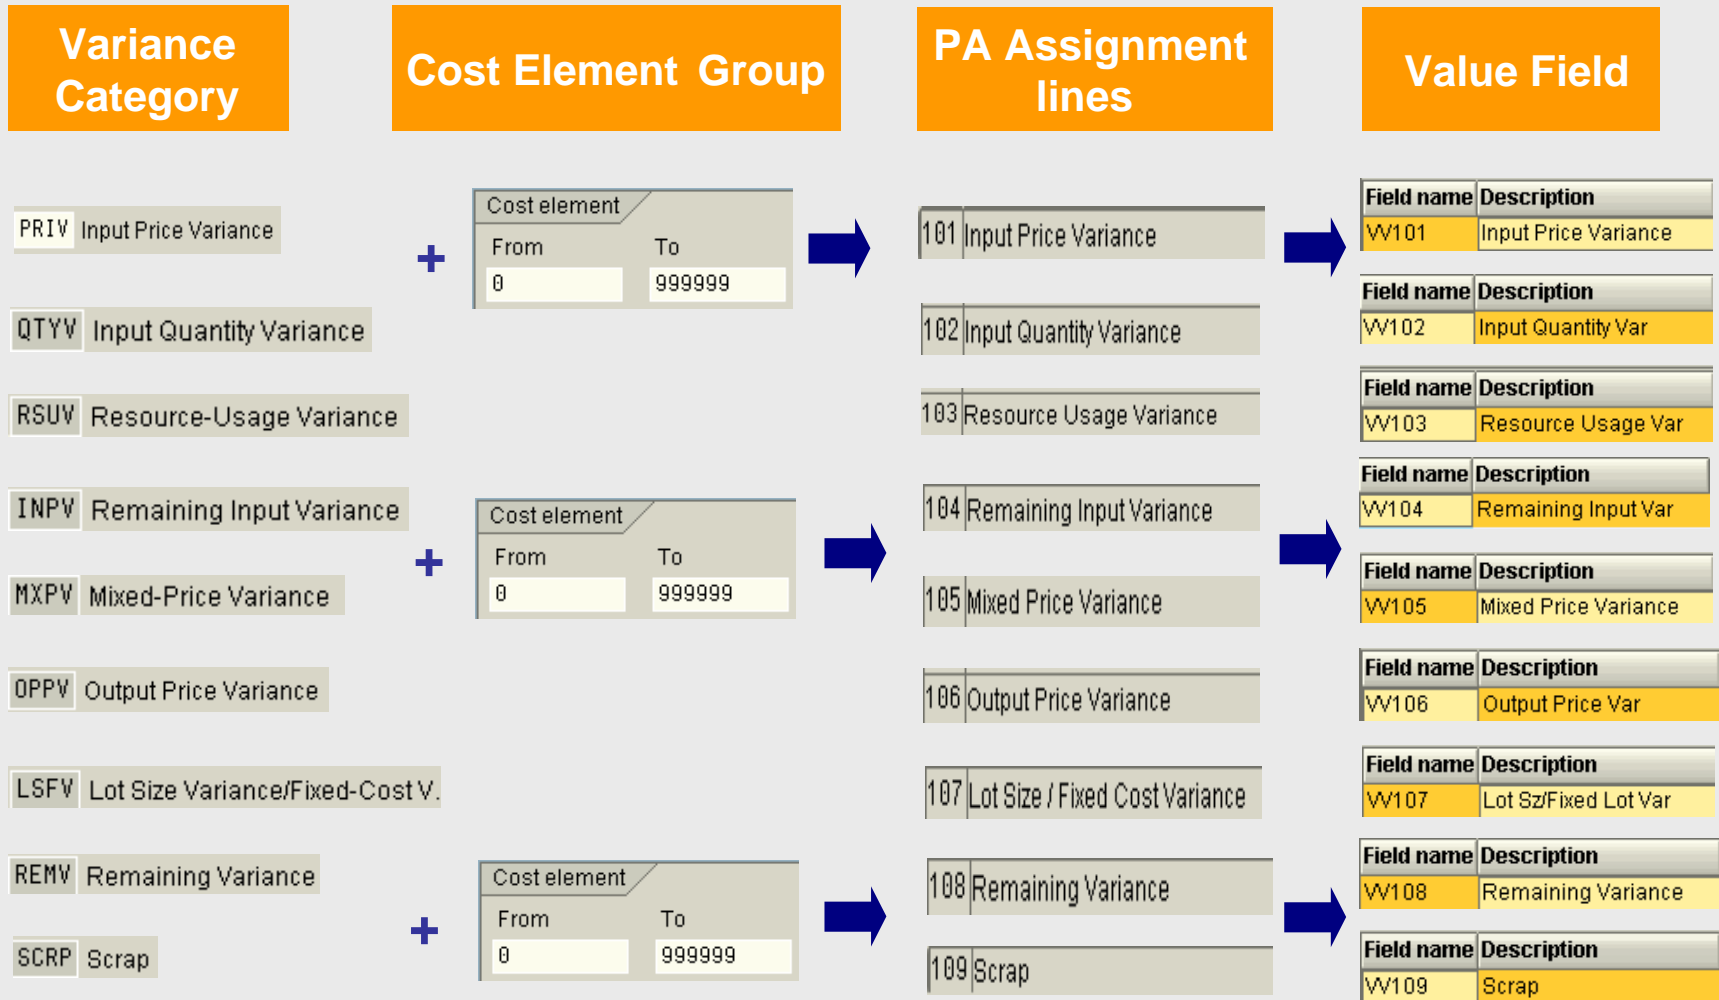 Variance
Category
Cost Element Group
PA Assignment
lines
Value Field
PRIV Input Price Variance
+
Cost element
From To
0 999999
101 Input Price Variance
Field name Description
VV101 Input Price Variance
QTYV Input Quantity Variance
102 Input Quantity Variance
Field name Description
VV102 Input Quantity Var
RSUV Resource-Usage Variance
103 Resource Usage Variance
Field name Description
VV103 Resource Usage Var
INPV Remaining Input Variance
+
Cost element
From To
0 999999
104 Remaining Input Variance
Field name Description
VV104 Remaining Input Var
MXPV Mixed-Price Variance
105 Mixed Price Variance
Field name Description
VV105 Mixed Price Variance
OPPV Output Price Variance
106 Output Price Variance
Field name Description
VV106 Output Price Var
LSFV Lot Size Variance/Fixed-Cost V.
107 Lot Size / Fixed Cost Variance
Field name Description
VV107 Lot Sz/Fixed Lot Var
REMV Remaining Variance
+
Cost element
From To
0 999999
108 Remaining Variance
Field name Description
VV108 Remaining Variance
SCRP Scrap
109 Scrap
Field name Description
VV109 Scrap